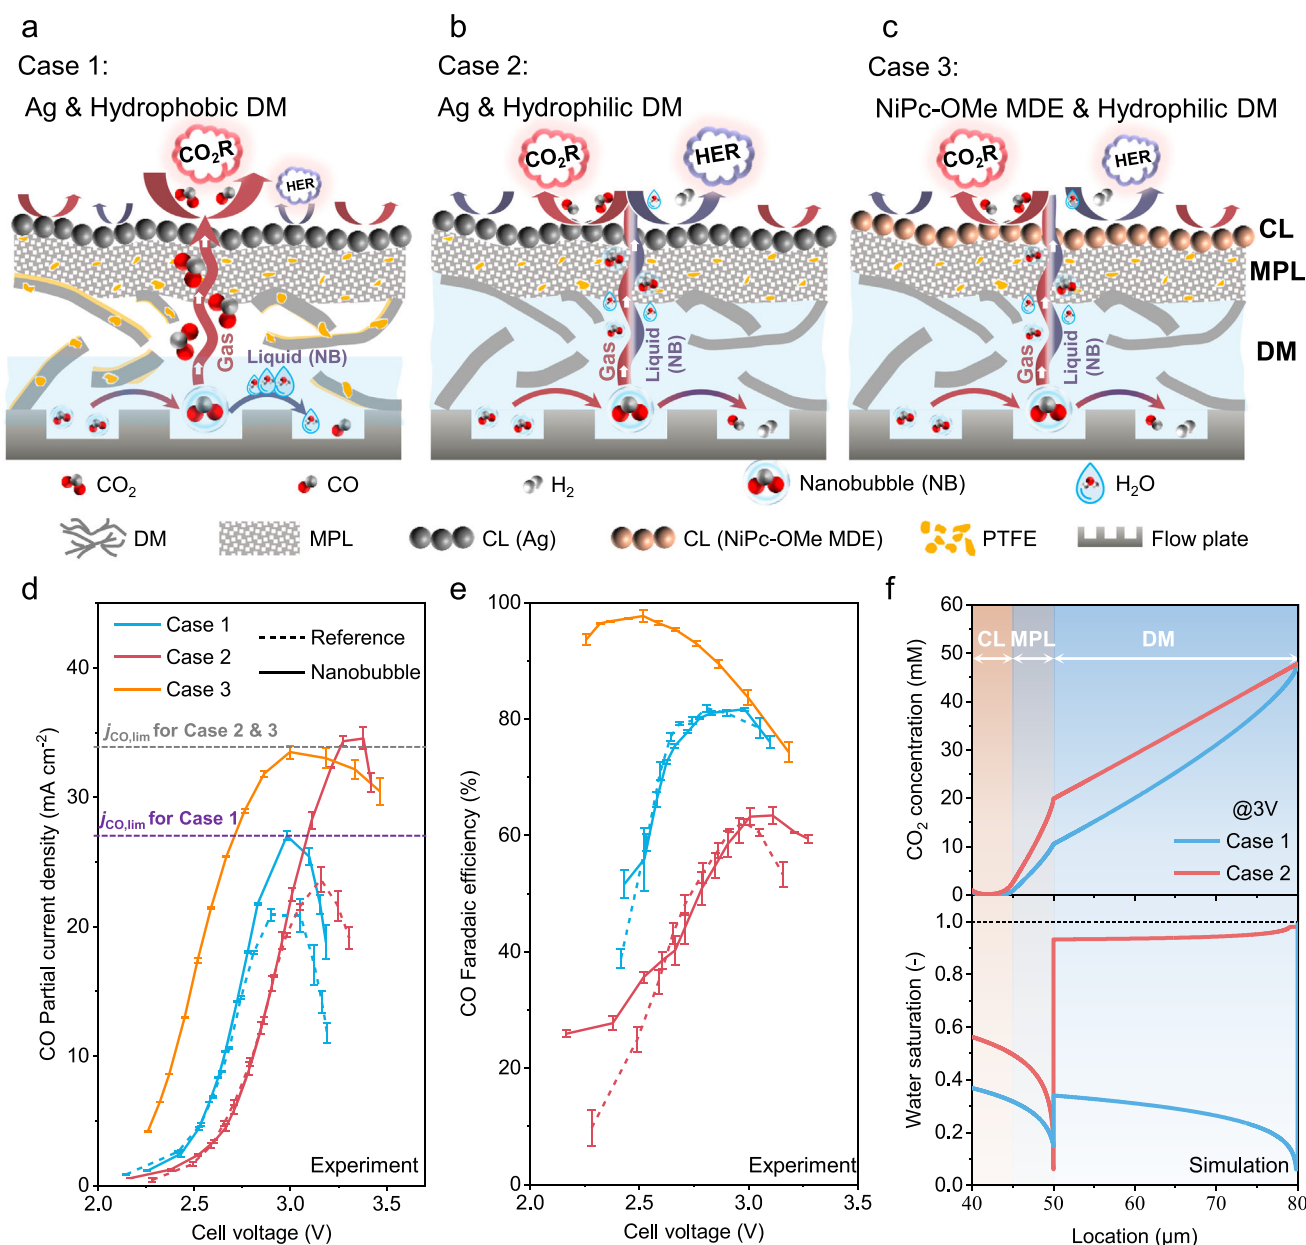 a
Case 1:
Ag & Hydrophobic DM
CO2R
HER
Gas
Liquid (NB)
b
Case 2:
Ag & Hydrophilic DM
CO2R
HER
Gas
Liquid
(NB)
c
Case 3:
NiPc-OMe MDE & Hydrophilic DM
CO2R
HER
Gas
Liquid
(NB)
CL
MPL
DM
CO2
CO
H2
Nanobubble (NB)
H2O
DM
MPL
CL (Ag)
CL (NiPc-OMe MDE)
PTFE
Flow plate
d
Case 1
Case 2
Case 3
Reference
Nanobubble
jCO,lim for Case 2 & 3
jCO,lim for Case 1
Experiment
CO Partial current density (mA cm-2)
40
30
20
10
0
2.0
2.5
3.0
3.5
Cell voltage (V)
e
CO Faradaic efficiency (%)
100
80
60
40
20
0
Experiment
2.0
2.5
3.0
3.5
Cell voltage (V)
f
CO2 concentration (mM)
60
50
40
30
20
10
0
CL
MPL
DM
@3V
Case 1
Case 2
Water saturation (-)
1.0
0.8
0.6
0.4
0.2
0.0
Simulation
40
50
60
70
80
Location (μm)